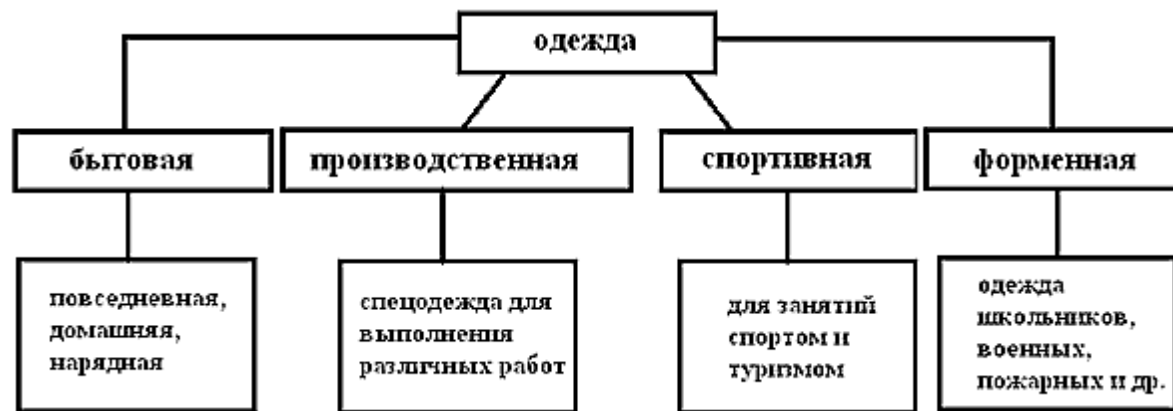 одежда
бытовая
производственная
спортивная
форменная
повседневная,
домашняя,
нарядная
спецодежда для
выполнения
различных работ
для занятий
спортом и
туризмом
одежда
школьников,
военных,
пожарных и др.